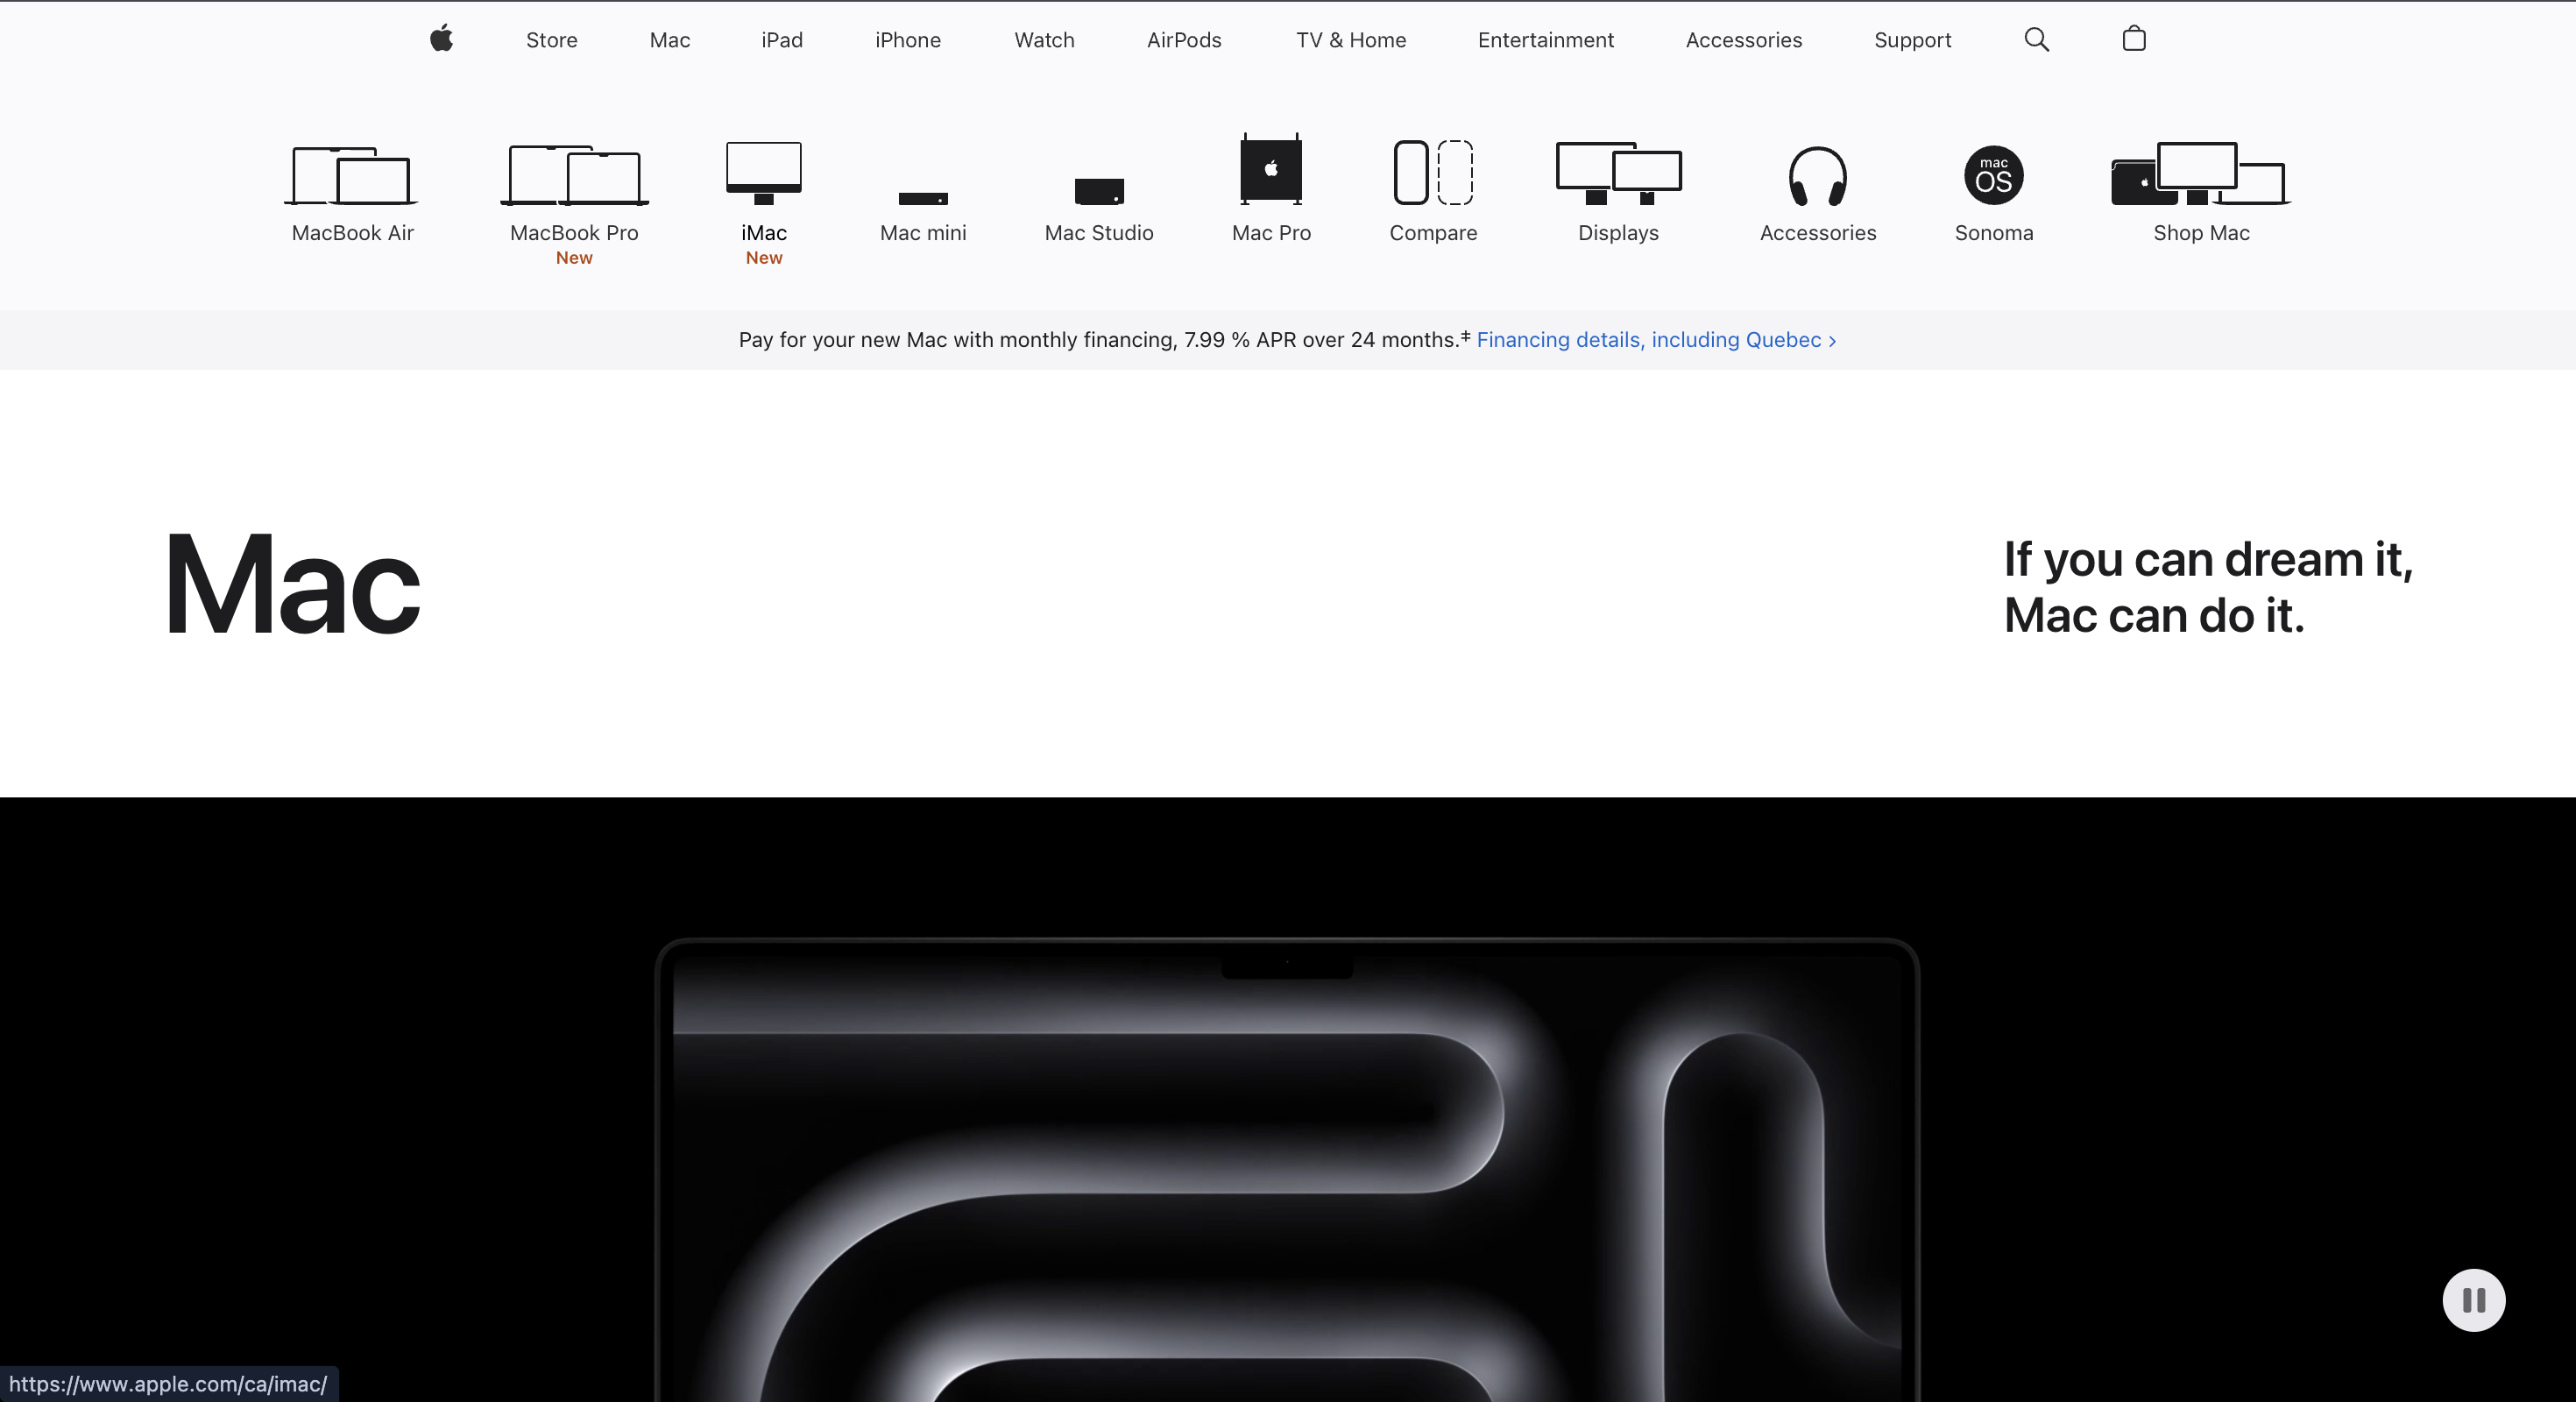 Store Mac iPad iPhone Watch AirPods TV & Home Entertainment Accessories Support
MacBook Air
MacBook Pro
New
iMac
New
Mac mini
Mac Studio
Mac Pro
Compare
Displays
Accessories
mac
OS
Sonoma
Shop Mac
Pay for your new Mac with monthly financing, 7.99 % APR over 24 months.‡ Financing details, including Quebec >
Mac
If you can dream it,
Mac can do it.
https://www.apple.com/ca/imac/